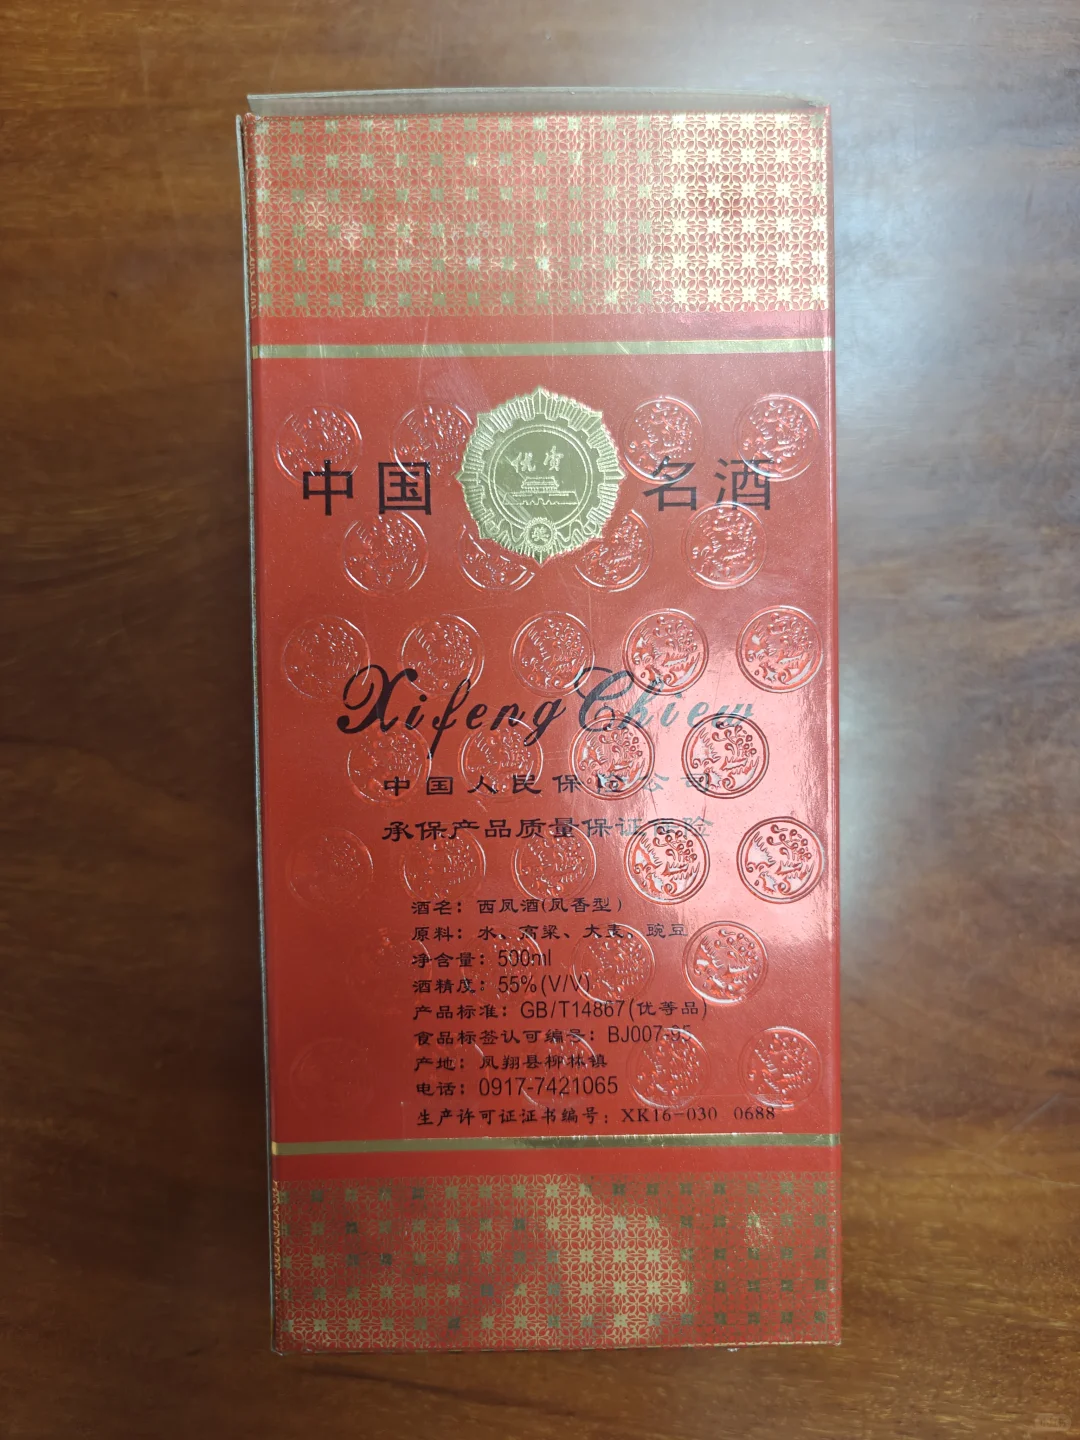 中国 名酒
优质
奖
Xifeng Chiew
中国人民保险公司
承保产品质量保证保险
酒名：西凤酒(凤香型)
原料：水、高粱、大麦、豌豆
净含量：500ml
酒精度：55%(V/V)
产品标准：GB/T14867(优等品)
食品标签认可编号：BJ007-95
产地：凤翔县柳林镇
电话：0917-7421065
生产许可证证书编号：XK16-030 0688